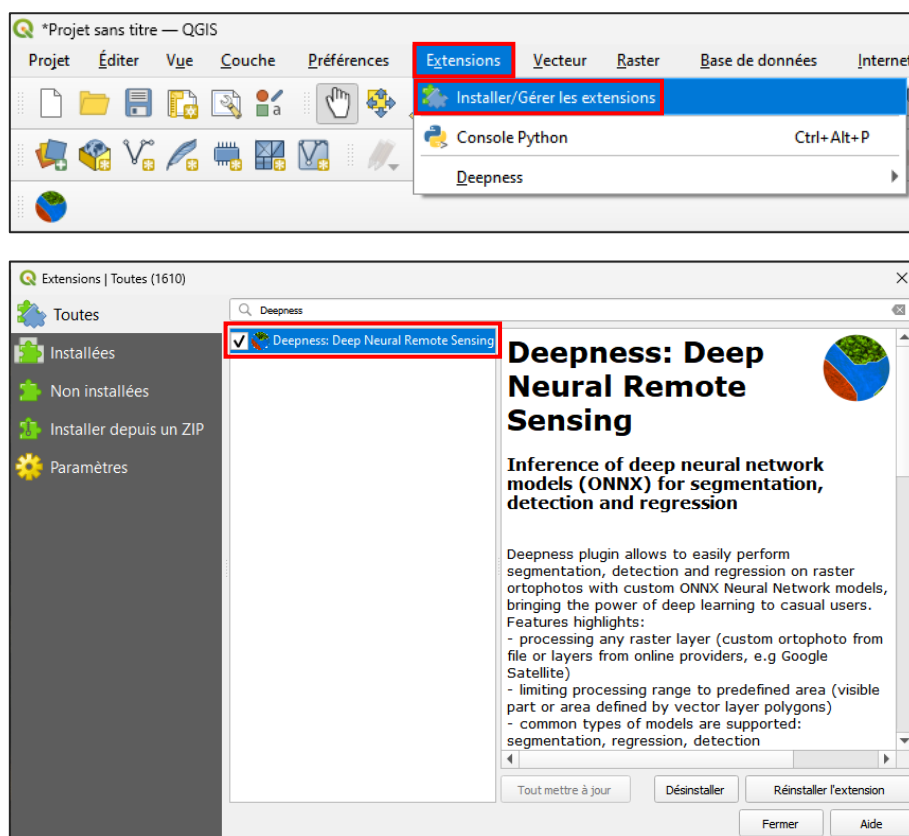 *Projet sans titre — QGIS
Projet Éditer Vue Couche Préférences Extensions Vecteur Raster Base de données Internet
Installer/Gérer les extensions
a
Console Python Ctrl+Alt+P
Deepness
Extensions | Toutes (1610)
Toutes
Deepness
Installées
Deepness: Deep Neural Remote Sensing
Non installées
Installer depuis un ZIP
Paramètres
Deepness: Deep
Neural Remote
Sensing
Inference of deep neural network
models (ONNX) for segmentation,
detection and regression
Deepness plugin allows to easily perform
segmentation, detection and regression on raster
ortophotos with custom ONNX Neural Network models,
bringing the power of deep learning to casual users.
Features highlights:
- processing any raster layer (custom ortophoto from
file or layers from online providers, e.g Google
Satellite)
- limiting processing range to predefined area (visible
part or area defined by vector layer polygons)
- common types of models are supported:
segmentation, regression, detection
Tout mettre à jour Désinstaller Réinstaller l'extension
Fermer Aide